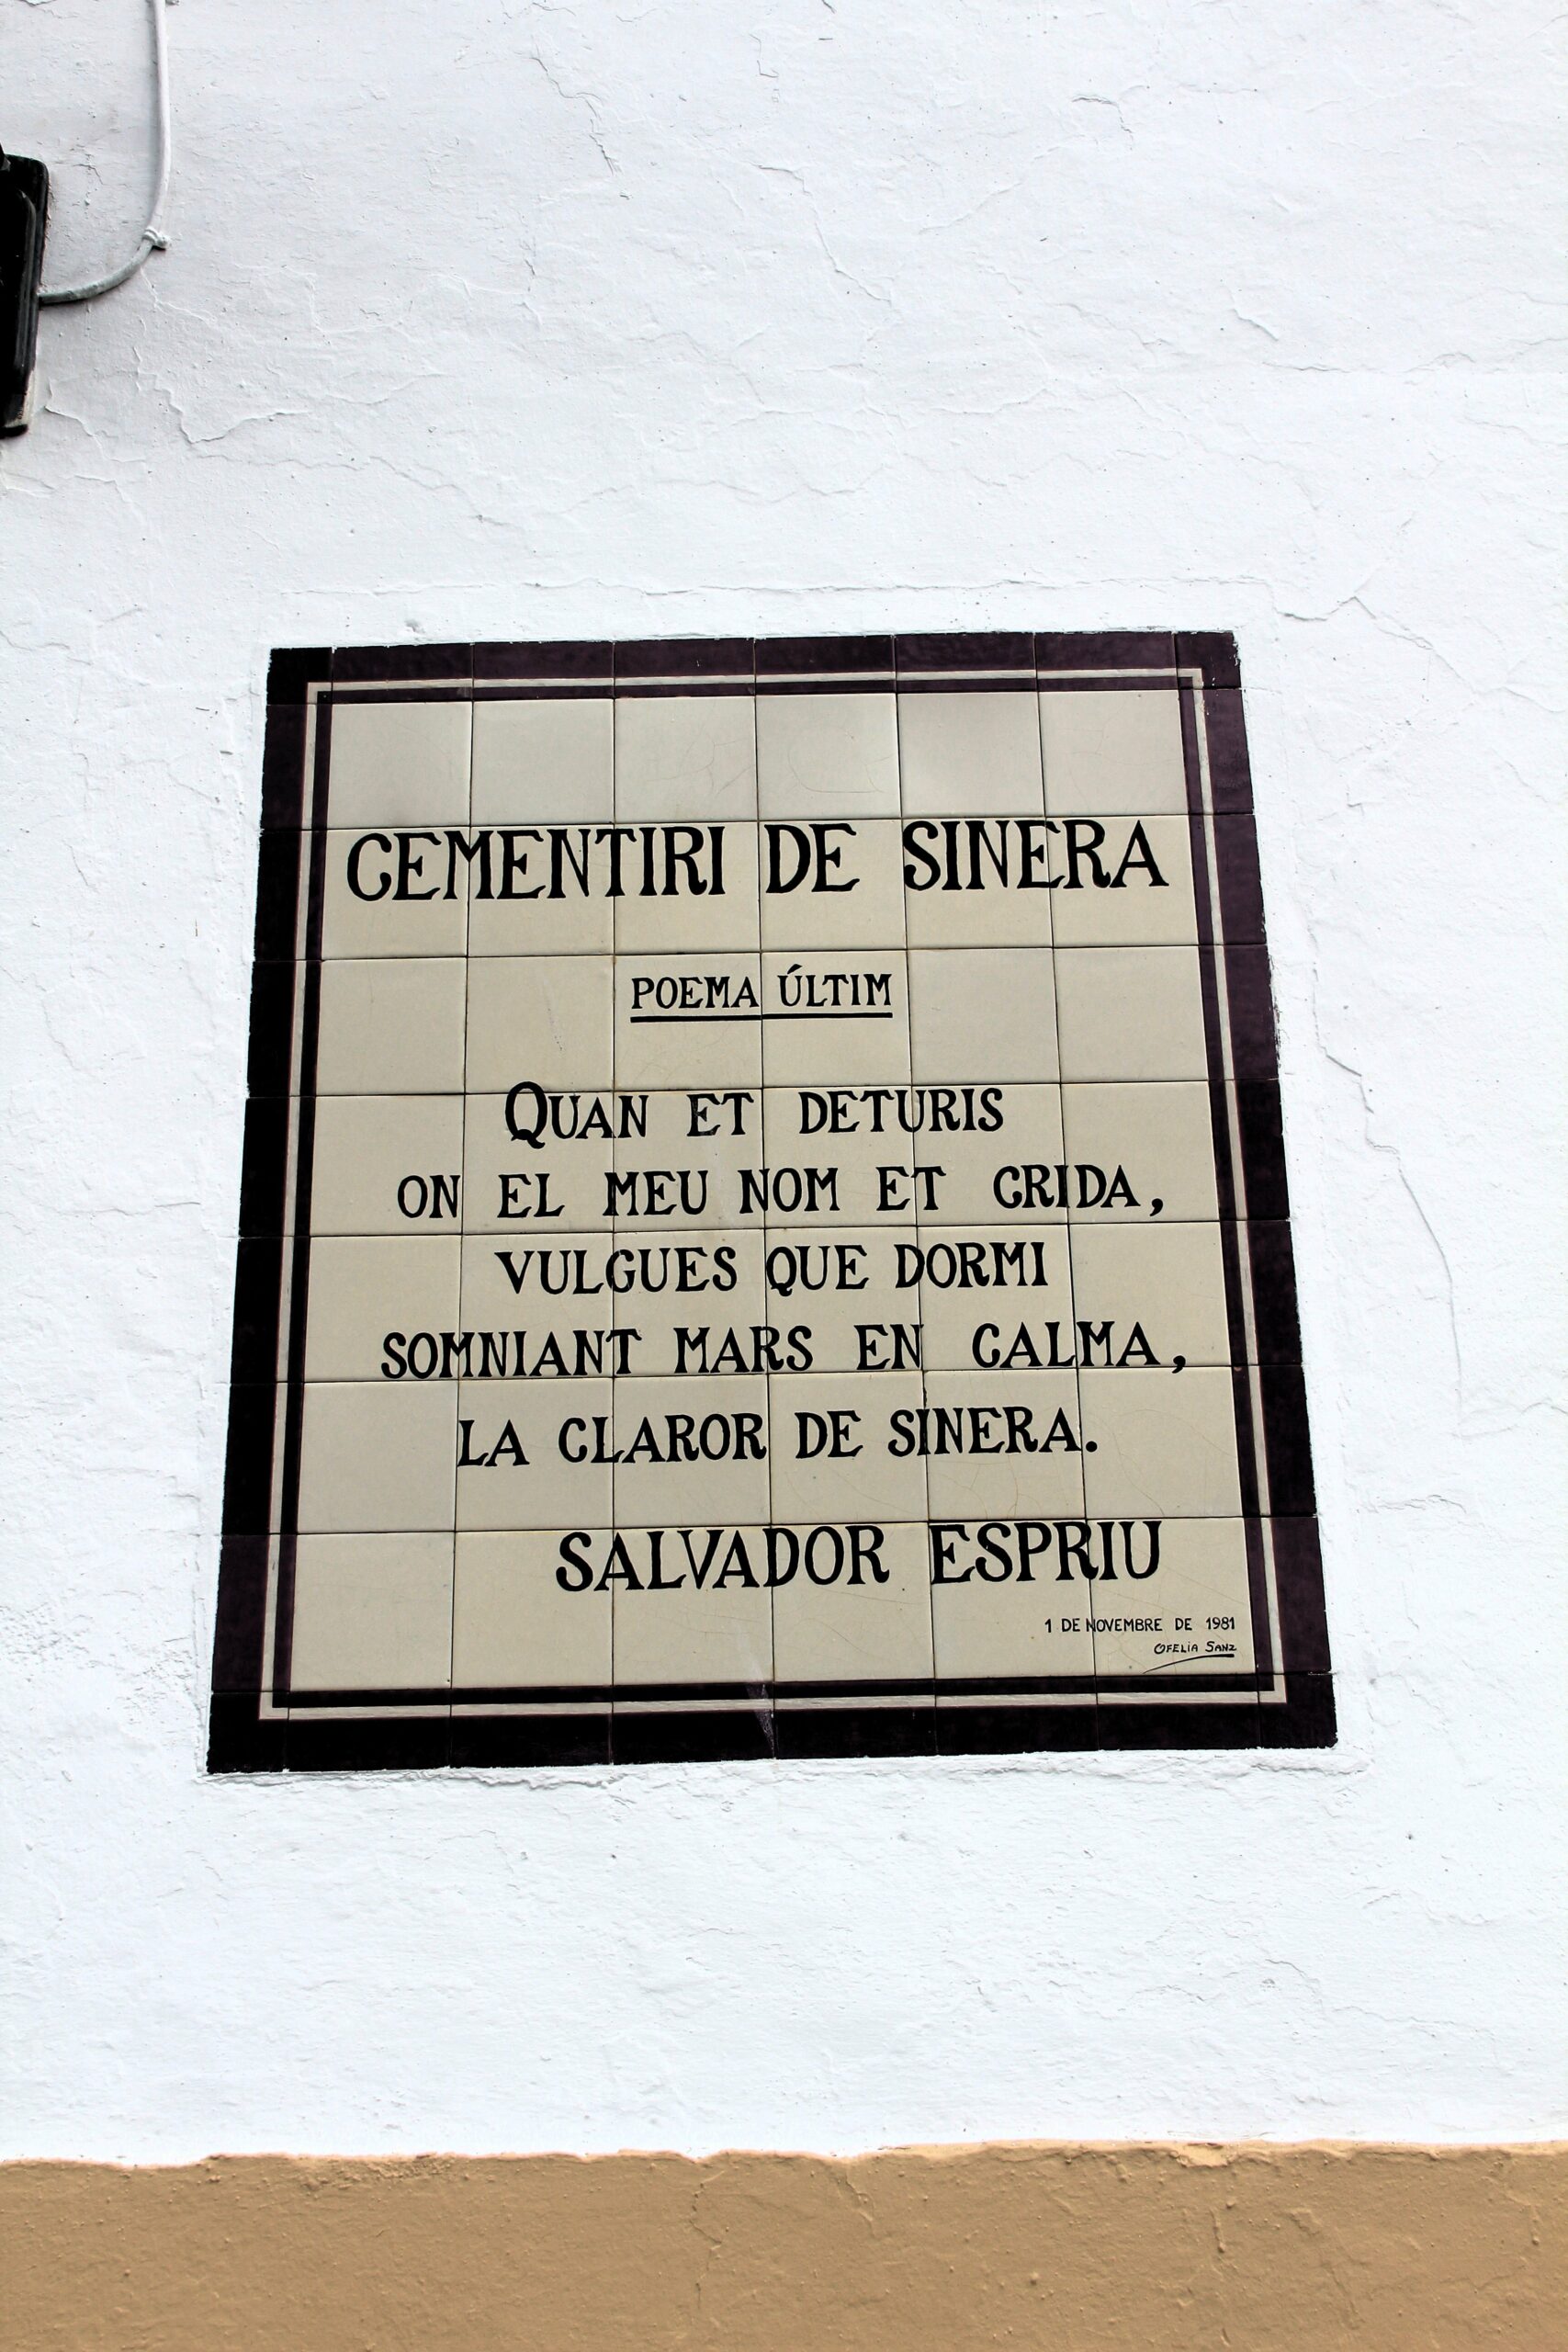 CEMENTIRI DE SINERA
POEMA ÚLTIM
QUAN ET DETURIS
ON EL MEU NOM ET CRIDA,
VULGUES QUE DORMI
SOMNIANT MARS EN CALMA,
LA CLAROR DE SINERA.
SALVADOR ESPRIU
1 DE NOVEMBRE DE 1981
OFELIA SANZ